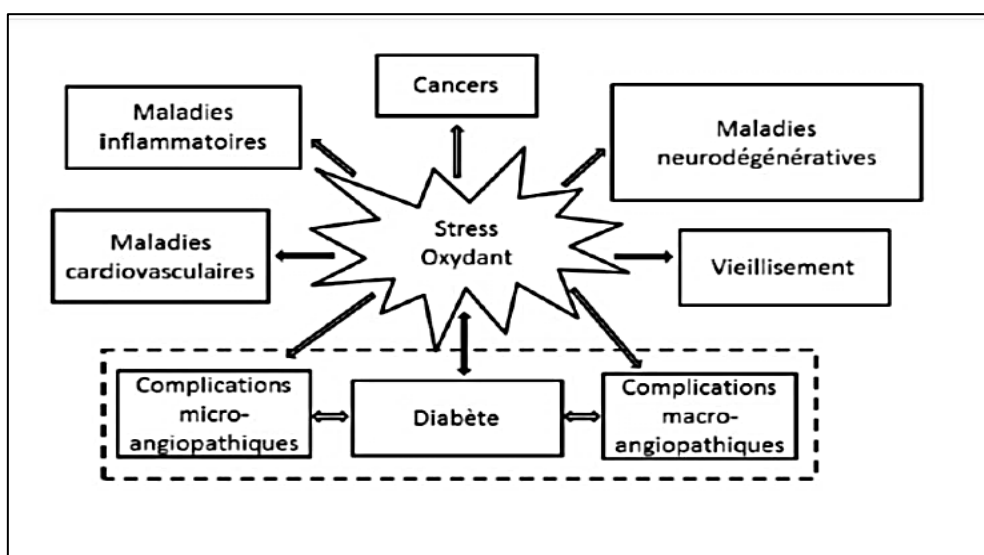 Cancers
Maladies
inflammatoires
Maladies
neurodégénératives
Stress
Oxydant
Maladies
cardiovasculaires
Vieillisement
Complications
micro-
angiopathiques
Diabète
Complications
macro-
angiopathiques